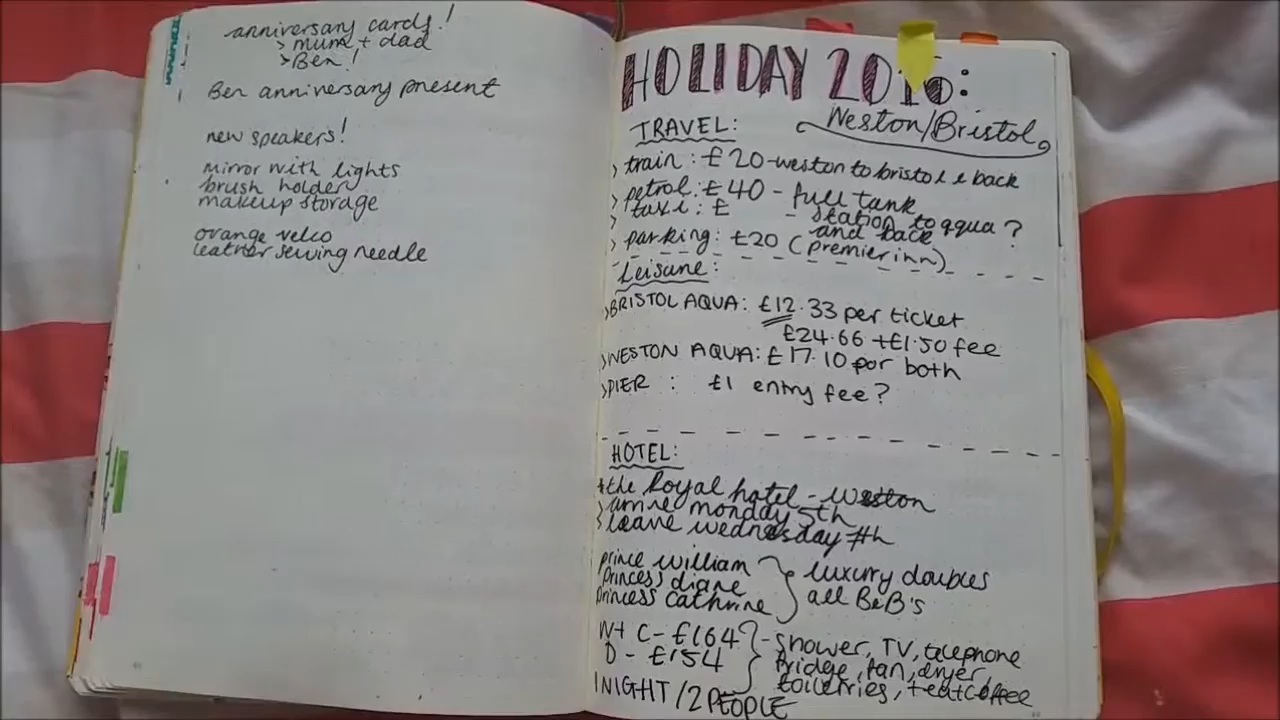 anniversary cards!
> mum + dad
> Ben!
Ben anniversary present
new speakers!
mirror with lights
brush holder
makeup storage
orange velco
leather sewing needle
HOLIDAY 2016:
Weston/Bristol
TRAVEL:
> train: £20-weston to bristol & back
> petrol: £40 - full tank
> taxi: £ - station to aqua?
and back
> parking: £20 (premier inn)
Leisure:
>BRISTOL AQUA: £12.33 per ticket
£24.66 +£1.50 fee
>WESTON AQUA: £17.10 for both
>PIER : £1 entry fee?
HOTEL:
*the Royal hotel - Weston
> arrive monday 5th
> leave wednesday 7th
prince william
princess diane
princess cathrine
luxury doubles
all B&B's
W+ C - £164
D - £154
- shower, TV, telephone
fridge, fan, dryer,
toiletries, tea+coffee
1 NIGHT/2 PEOPLE